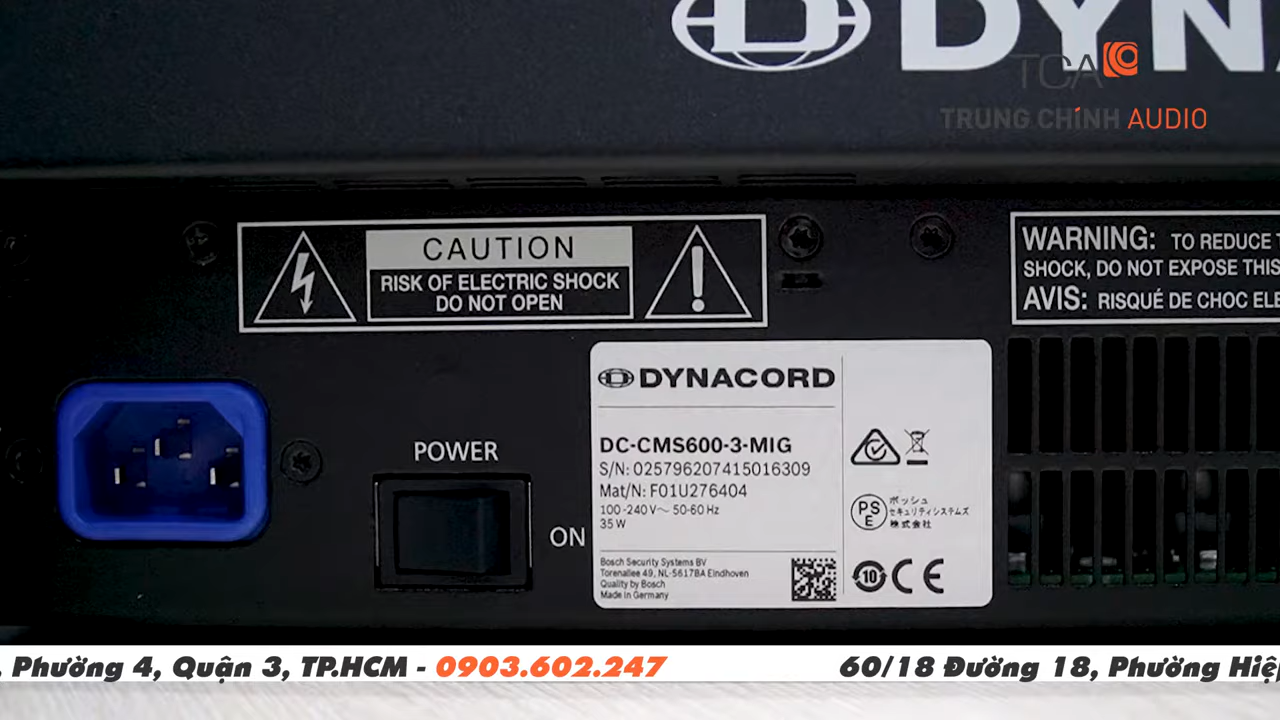 DYN
TCA
TRUNG CHÍNH AUDIO
CAUTION
RISK OF ELECTRIC SHOCK
DO NOT OPEN
WARNING: TO REDUCE
SHOCK, DO NOT EXPOSE THIS
AVIS: RISQUÉ DE CHOC ELE
DYNACORD
DC-CMS600-3-MIG
S/N: 025796207415016309
Mat/N: F01U276404
100-240 V~ 50-60 Hz
35 W
PS
E
ボッシュ
セキュリティシステムズ
株式会社
Bosch Security Systems BV
Torenallee 49, NL-5617BA Eindhoven
Quality by Bosch
Made in Germany
10 CE
POWER
ON
, Phường 4, Quận 3, TP.HCM - 0903.602.247
60/18 Đường 18, Phường Hiệp